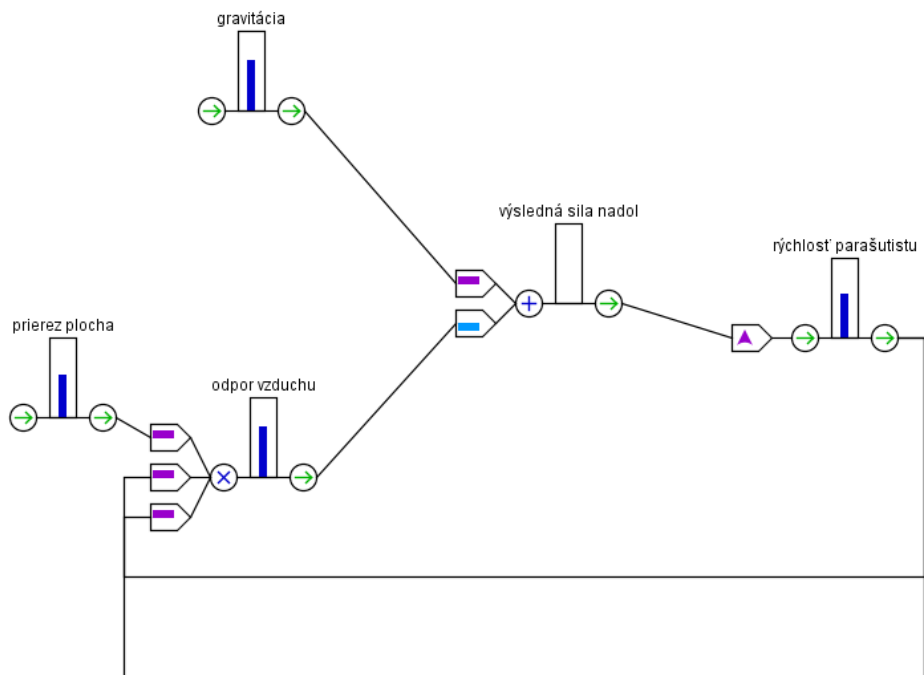 gravitácia
výsledná sila nadol
rýchlosť parašutistu
prierez plocha
odpor vzduchu